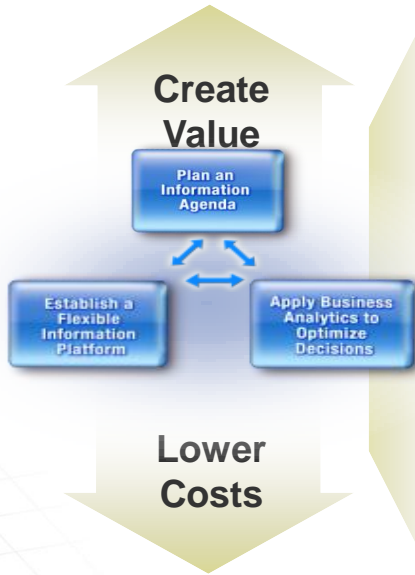 Create
Value
Plan an
Information
Agenda
Establish a
Flexible
Information
Platform
Apply Business
Analytics to
Optimize
Decisions
Lower
Costs